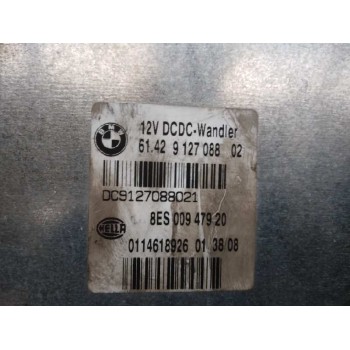 BMW
12V DCDC-Wandler
61.42 9 127 088 02
DC9127088021
8ES 009 479 20
HELLA
0114618926 01 38 08